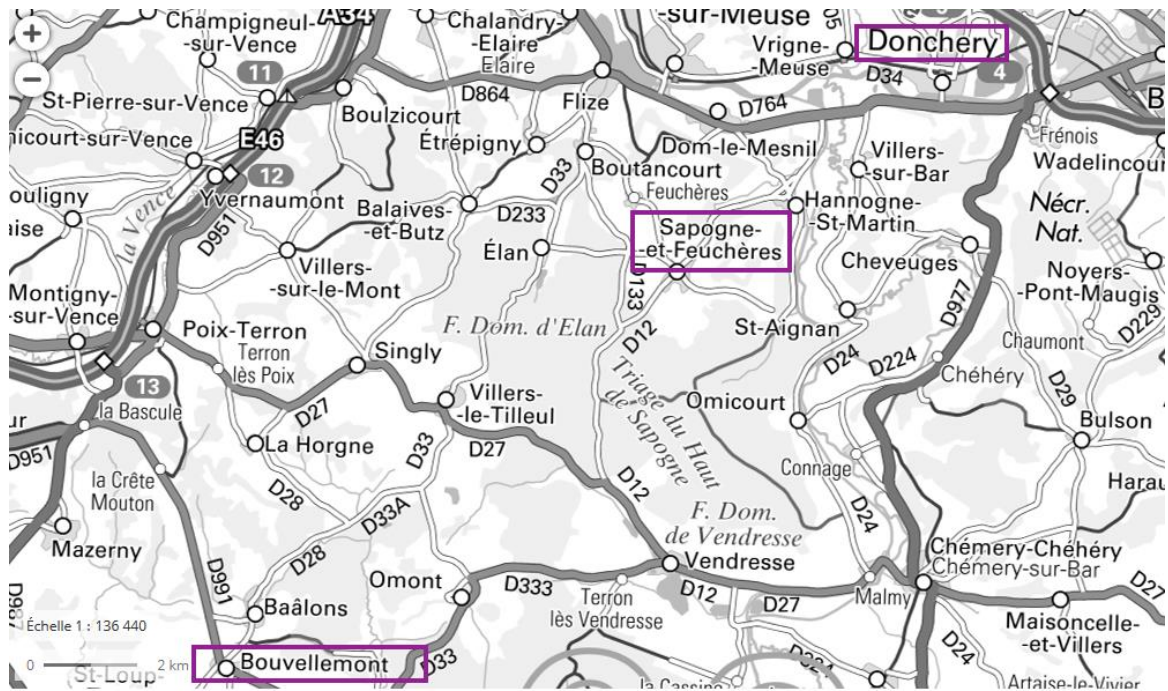 +
−
Champigneul-
-sur-Vence
A34
Chalandry-
-Elaire
Elaire
-sur-Meuse
Vrigne-
-Meuse
Donchery
D34
4
11
St-Pierre-sur-Vence
D864
Flize
D764
B
Boulzicourt
E46
Étrépigny
Dom-le-Mesnil
Frénois
Villers-
-sur-Bar
Wadelincou
12
Yvernaumont
D33
Boutancourt
Feuchères
la Vence
D951
Balaives-
-et-Butz
D233
Hannogne-
-St-Martin
Nécr.
Nat.
Sapogne-
-et-Feuchères
Élan
Cheveuges
Villers-
-sur-le-Mont
D133
Noyers-
-Pont-Maugis
Montigny-
-sur-Vence
D977
D229
F. Dom. d'Elan
D12
St-Aignan
Poix-Terron
Terron
lès Poix
Singly
D24
D224
Chaumont
Chéhéry
13
la Bascule
D27
Villers-
-le-Tilleul
Triage du Haut
de Sapogne
Omicourt
D29
Bulson
La Horgne
D33
D27
D951
Connage
la Crête
Mouton
D28
D12
Harau
D33A
F. Dom.
de Vendresse
D24
Mazerny
D28
Vendresse
Chémery-Chéhéry
Chémery-sur-Bar
D991
Omont
D333
D12
D27
Malmy
D27
Baâlons
Terron
lès Vendresse
Maisoncelle-
-et-Villers
Échelle 1 : 136 440
0
2 km
St-Loup-
Bouvellemont
D33
D24
la Cassine
Artaise-le-Vivier